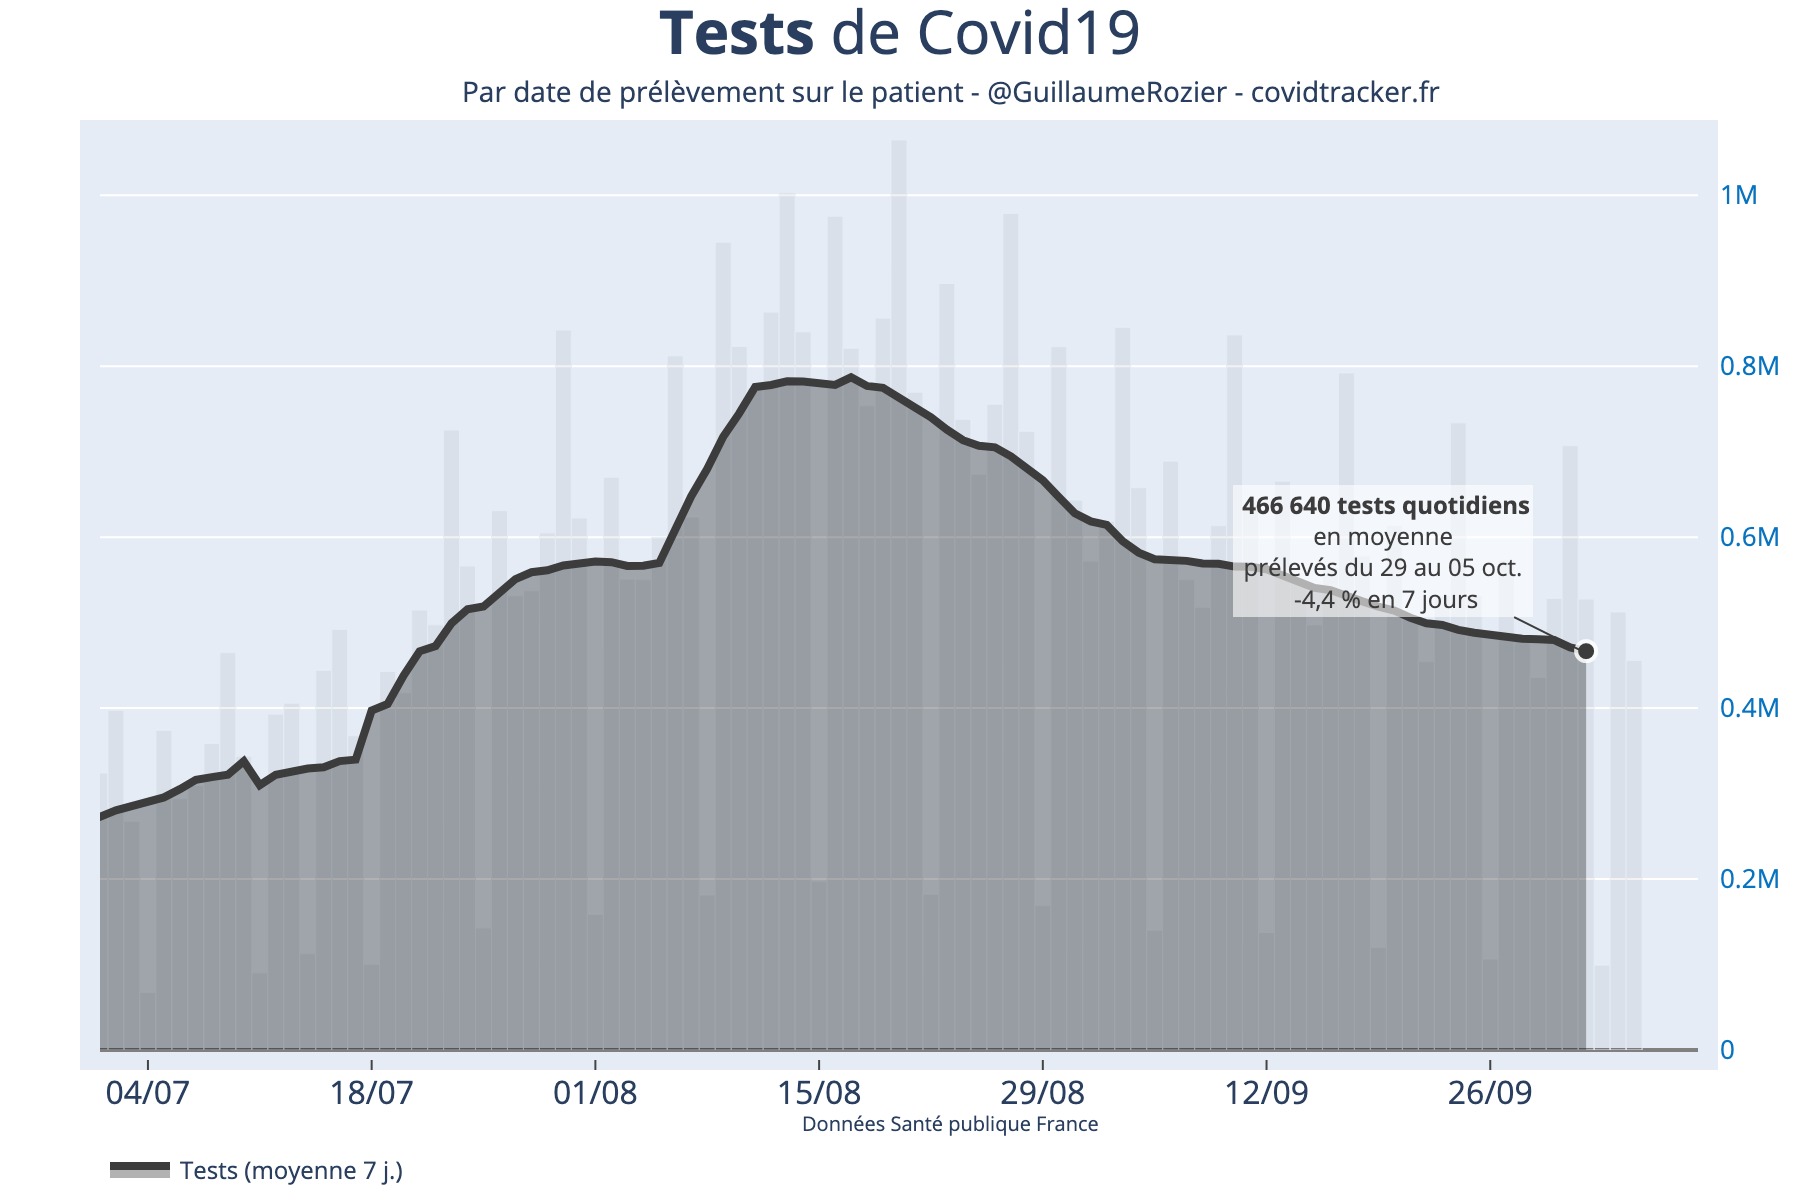 Tests de Covid19
Par date de prélèvement sur le patient - @GuillaumeRozier - covidtracker.fr
1M
0.8M
466 640 tests quotidiens
en moyenne
prélevés du 29 au 05 oct.
-4,4 % en 7 jours
0.6M
0.4M
0.2M
0
04/07 18/07 01/08 15/08 29/08 12/09 26/09
Données Santé publique France
Tests (moyenne 7 j.)